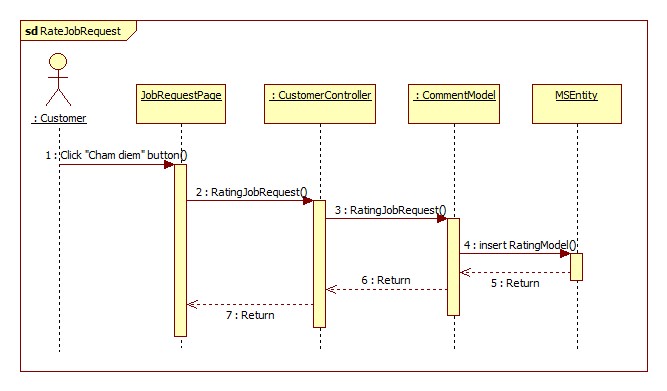 sd RateJobRequest
: Customer
JobRequestPage
: CustomerController
: CommentModel
MSEntity
1 : Click "Cham diem" button()
2 : RatingJobRequest()
3 : RatingJobRequest()
4 : insert RatingModel()
5 : Return
6 : Return
7 : Return